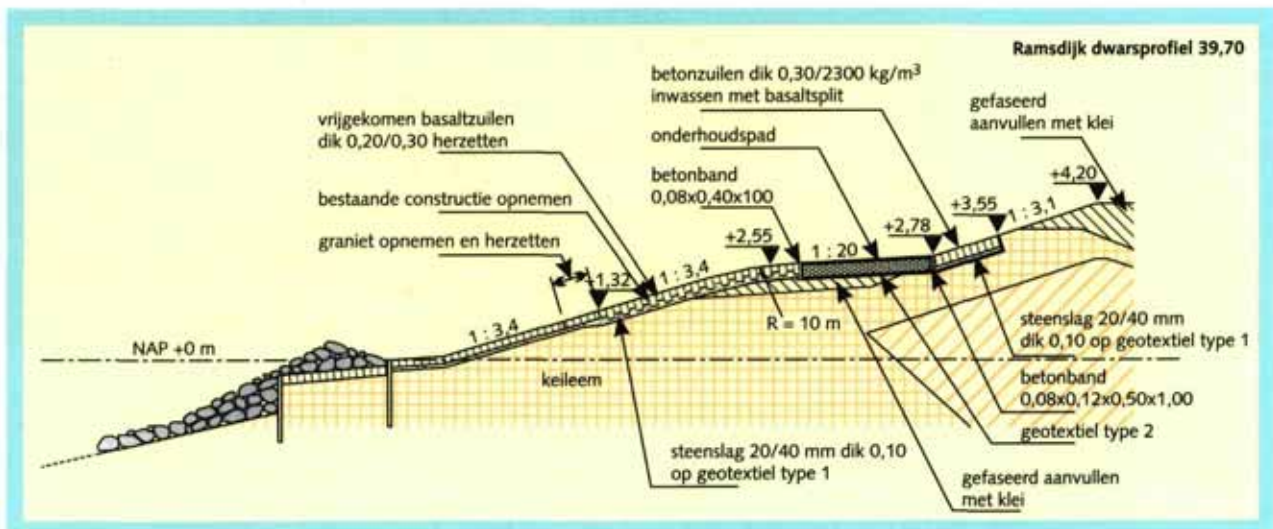 Ramsdijk dwarsprofiel 39,70
betonzuilen dik 0,30/2300 kg/m³
inwassen met basaltsplit
gefaseerd
aanvullen met klei
vrijgekomen basaltzuilen
dik 0,20/0,30 herzetten
onderhoudspad
betonband
0,08x0,40x100
bestaande constructie opnemen
graniet opnemen en herzetten
+4,20
+3,55
1 : 3,1
+2,78
1 : 20
+2,55
1 : 3,4
+1,32
1 : 3,4
R = 10 m
NAP +0 m
keileem
steenslag 20/40 mm
dik 0,10 op geotextiel type 1
betonband
0,08x0,12x0,50x1,00
geotextiel type 2
steenslag 20/40 mm dik 0,10
op geotextiel type 1
gefaseerd aanvullen
met klei